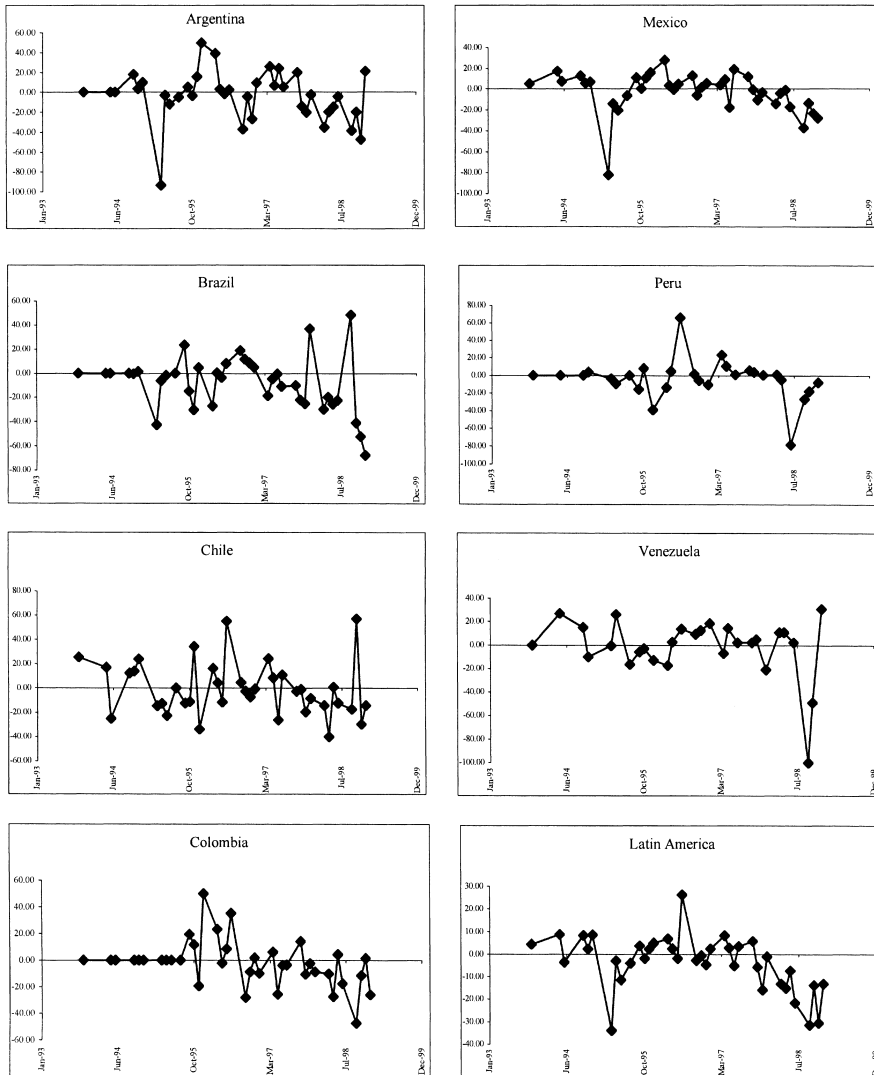 Argentina
60.00
40.00
20.00
0.00
-20.00
-40.00
-60.00
-80.00
-100.00
Jan-93
Jun-94
Oct-95
Mar-97
Jul-98
Dec-99
Mexico
40.00
20.00
0.00
-20.00
-40.00
-60.00
-80.00
-100.00
Jan-93
Jun-94
Oct-95
Mar-97
Jul-98
Dec-99
Brazil
60.00
40.00
20.00
0.00
-20.00
-40.00
-60.00
-80.00
Jan-93
Jun-94
Oct-95
Mar-97
Jul-98
Dec-99
Peru
80.00
60.00
40.00
20.00
0.00
-20.00
-40.00
-60.00
-80.00
-100.00
Jan-93
Jun-94
Oct-95
Mar-97
Jul-98
Dec-99
Chile
80.00
60.00
40.00
20.00
0.00
-20.00
-40.00
-60.00
Jan-93
Jun-94
Oct-95
Mar-97
Jul-98
Dec-99
Venezuela
40.00
20.00
0.00
-20.00
-40.00
-60.00
-80.00
-100.00
Jan-93
Jun-94
Oct-95
Mar-97
Jul-98
Dec-99
Colombia
60.00
40.00
20.00
0.00
-20.00
-40.00
-60.00
Jan-93
Jun-94
Oct-95
Mar-97
Jul-98
Dec-99
Latin America
30.00
20.00
10.00
0.00
-10.00
-20.00
-30.00
-40.00
Jan-93
Jun-94
Oct-95
Mar-97
Jul-98
Dec-99